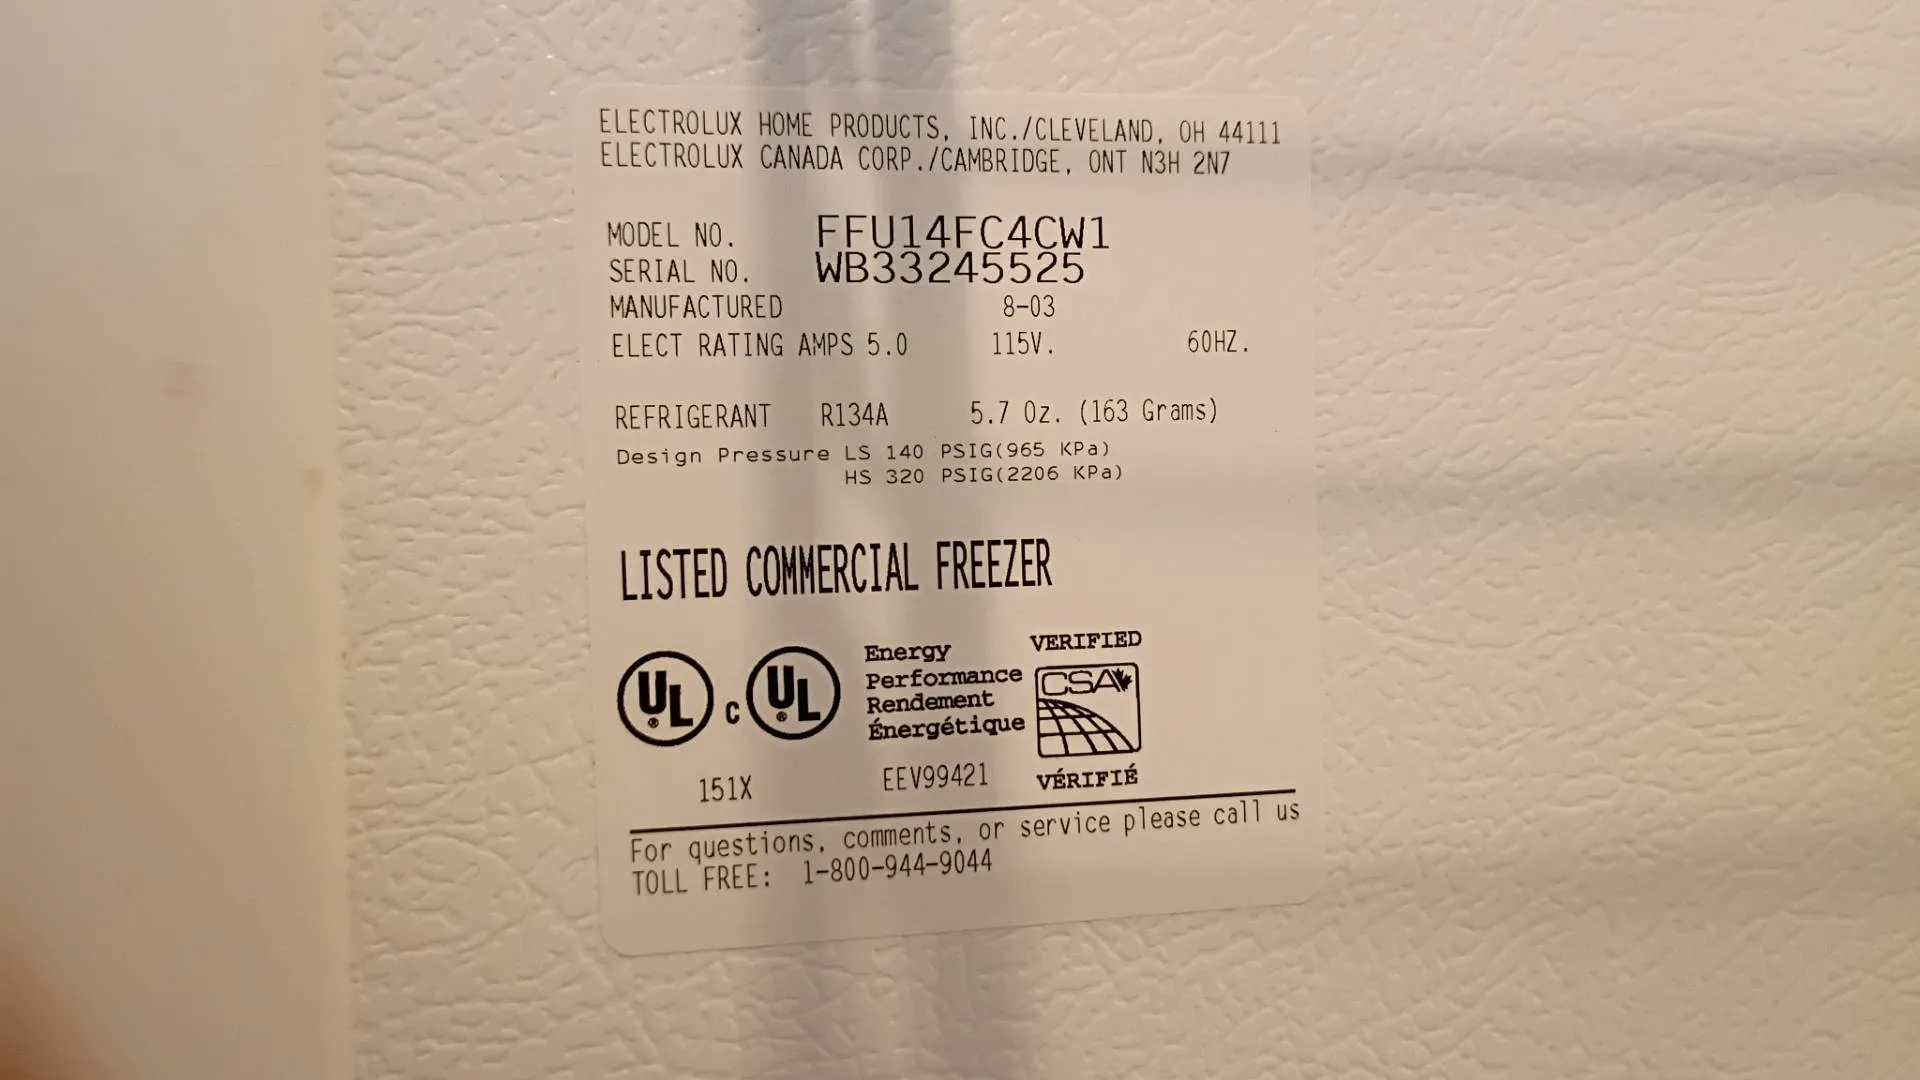 ELECTROLUX HOME PRODUCTS, INC./CLEVELAND, OH 44111
ELECTROLUX CANADA CORP./CAMBRIDGE, ONT N3H 2N7
MODEL NO. FFU14FC4CW1
SERIAL NO. WB33245525
MANUFACTURED 8-03
ELECT RATING AMPS 5.0 115V. 60HZ.
REFRIGERANT R134A 5.7 Oz. (163 Grams)
Design Pressure LS 140 PSIG(965 KPa)
HS 320 PSIG(2206 KPa)
LISTED COMMERCIAL FREEZER
UL® c UL®
151X
Energy
Performance
Rendement
Énergétique
EEV99421
VERIFIED
CSA
VÉRIFIÉ
For questions, comments, or service please call us
TOLL FREE: 1-800-944-9044